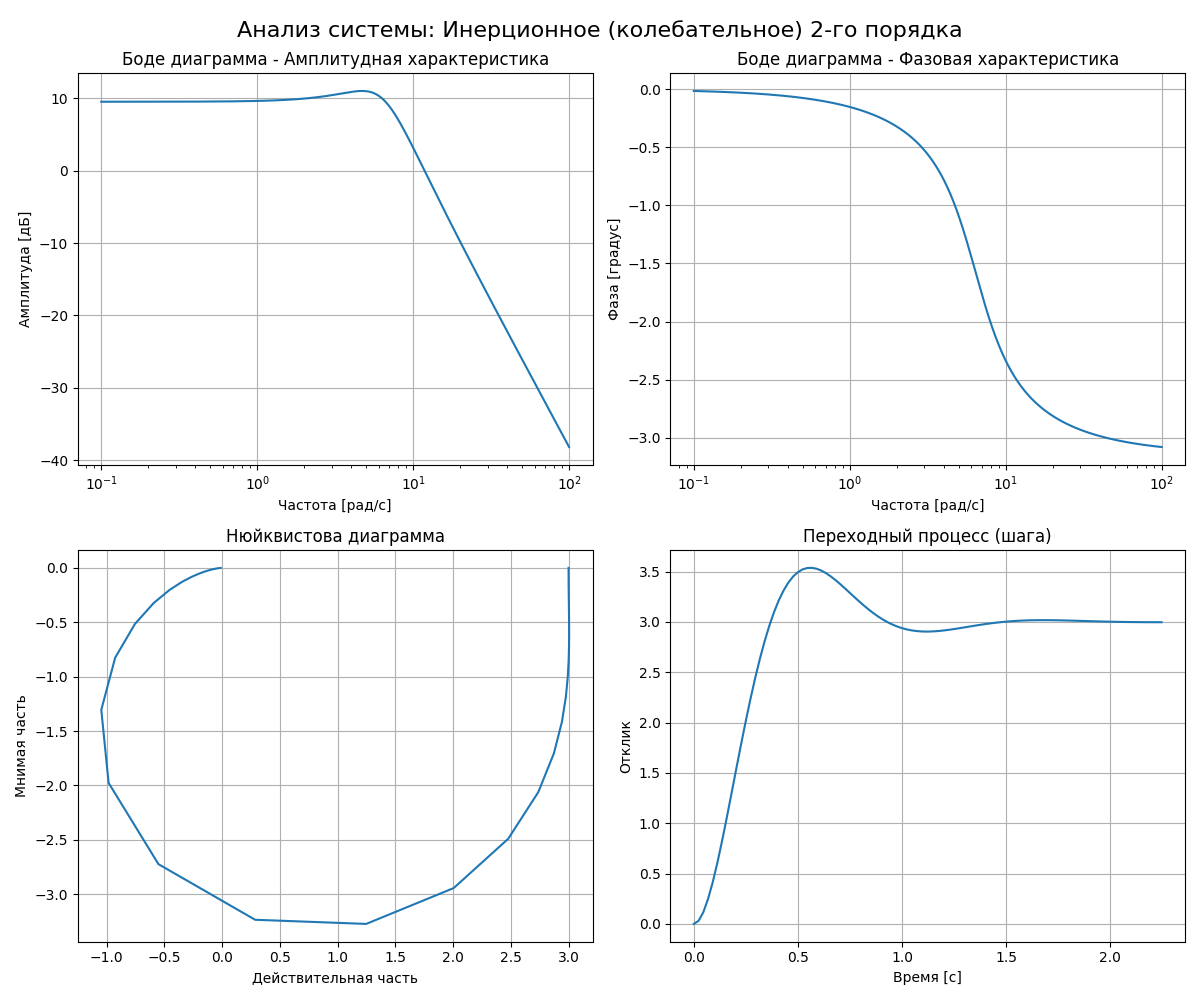 Анализ системы: Инерционное (колебательное) 2-го порядка
Боде диаграмма - Амплитудная характеристика
Амплитуда [дБ]
10
0
−10
−20
−30
−40
10⁻¹
10⁰
10¹
10²
Частота [рад/с]
Боде диаграмма - Фазовая характеристика
Фаза [градус]
0.0
−0.5
−1.0
−1.5
−2.0
−2.5
−3.0
10⁻¹
10⁰
10¹
10²
Частота [рад/с]
Нюйквистова диаграмма
Мнимая часть
0.0
−0.5
−1.0
−1.5
−2.0
−2.5
−3.0
−1.0 −0.5 0.0 0.5 1.0 1.5 2.0 2.5 3.0
Действительная часть
Переходный процесс (шага)
Отклик
3.5
3.0
2.5
2.0
1.5
1.0
0.5
0.0
0.0 0.5 1.0 1.5 2.0
Время [с]